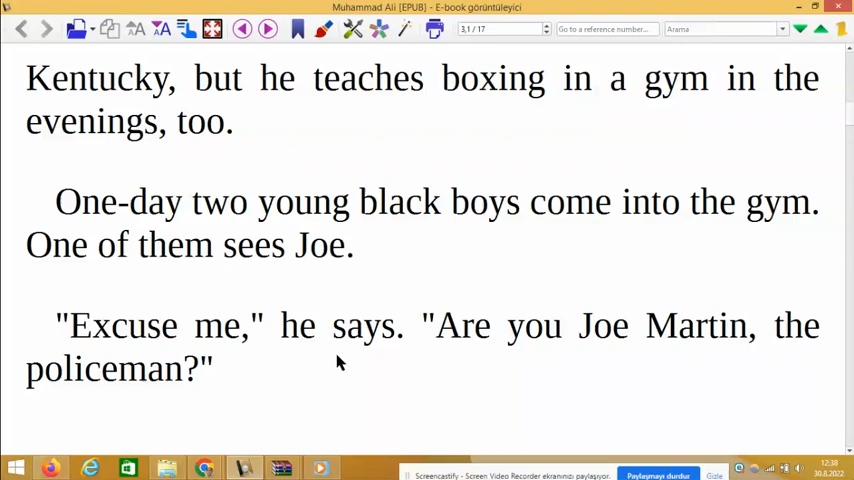 Muhammad Ali [EPUB] - E-book görüntüleyici
3,1 / 17
Go to a reference number...
Arama
Kentucky, but he teaches boxing in a gym in the
evenings, too.
One-day two young black boys come into the gym.
One of them sees Joe.
"Excuse me," he says. "Are you Joe Martin, the
policeman?"
Screencastify - Screen Video Recorder ekranınızı paylaşıyor.
Paylaşmayı durdur
Gizle
12:38
30.8.2022